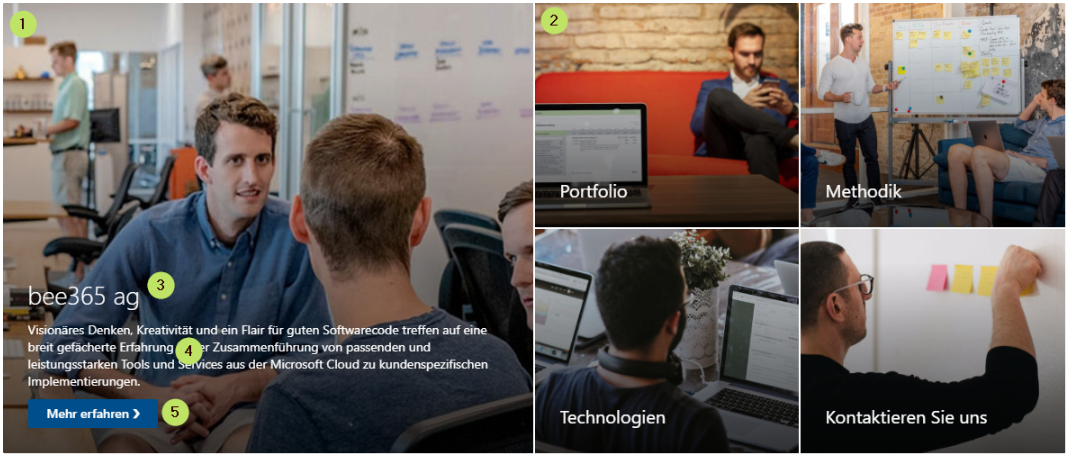 1
2
Portfolio
Methodik
3
bee365 ag
Visionäres Denken, Kreativität und ein Flair für guten Softwarecode treffen auf eine
breit gefächerte Erfahrung Zusammenführung von passenden und
4
leistungsstarken Tools und Services aus der Microsoft Cloud zu kundenspezifischen
Implementierungen.
Mehr erfahren ❯
5
Technologien
Kontaktieren Sie uns